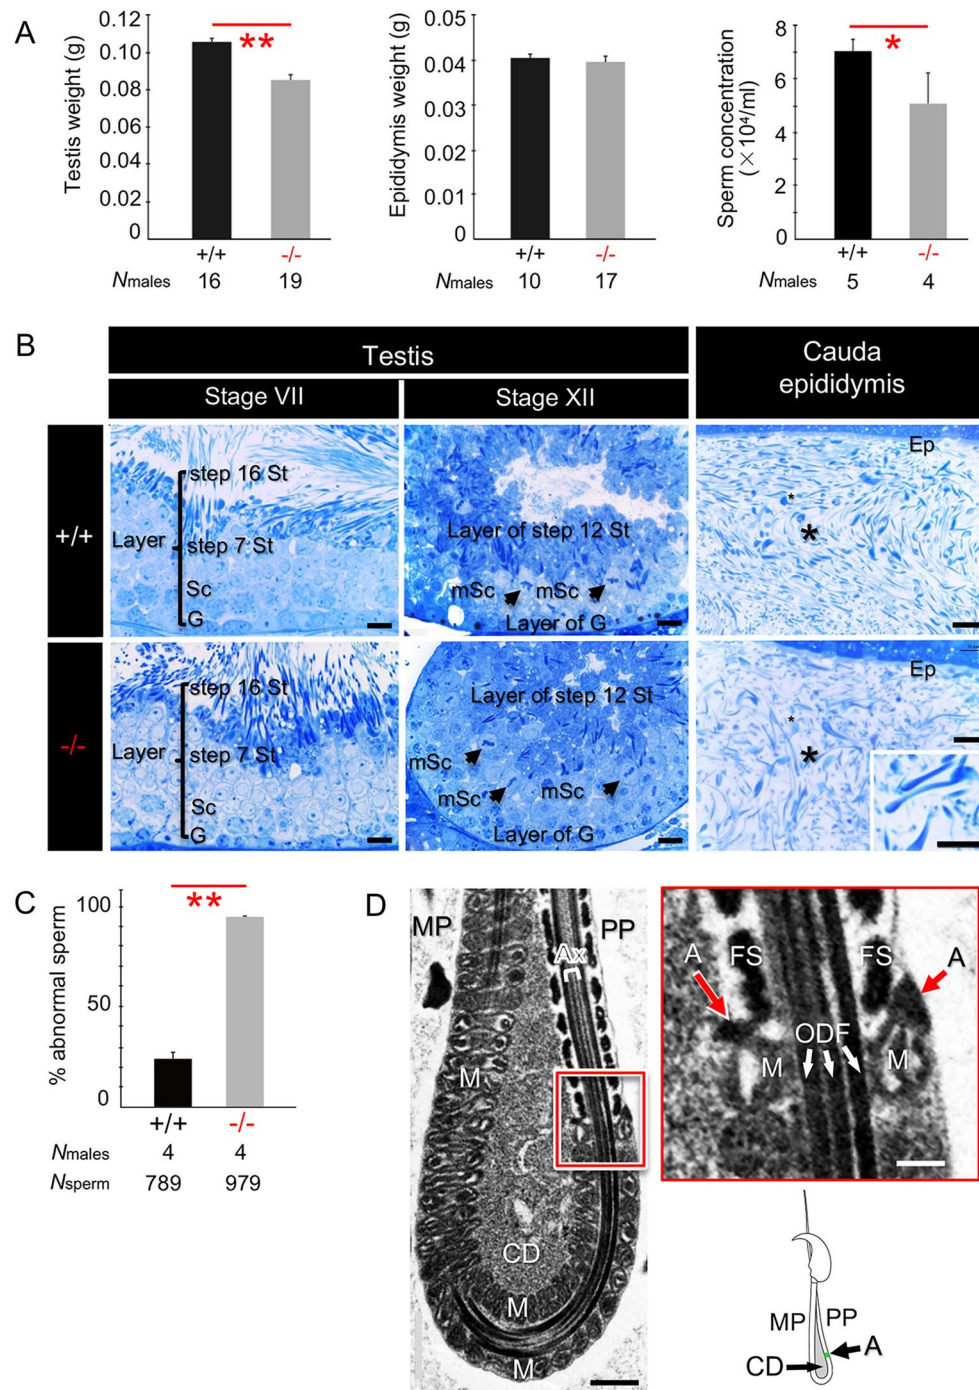 A
Testis weight (g)
0.12
0.10
0.08
0.06
0.04
0.02
0
**
+/+
-/-
Nmales
16
19
Epididymis weight (g)
0.05
0.04
0.03
0.02
0.01
0
+/+
-/-
Nmales
10
17
Sperm concentration
(×10⁴/ml)
8
6
4
2
0
*
+/+
-/-
Nmales
5
4
B
Testis
Cauda
epididymis
Stage VII
Stage XII
+/+
step 16 St
Layer
step 7 St
Sc
G
Layer of step 12 St
mSc
mSc
Layer of G
Ep
*
*
-/-
step 16 St
Layer
step 7 St
Sc
G
Layer of step 12 St
mSc
mSc
mSc
Layer of G
Ep
*
*
C
% abnormal sperm
100
50
0
**
+/+
-/-
Nmales
4
4
Nsperm
789
979
D
MP
PP
Ax
M
CD
M
M
A
FS
FS
A
ODF
M
M
MP
PP
A
CD